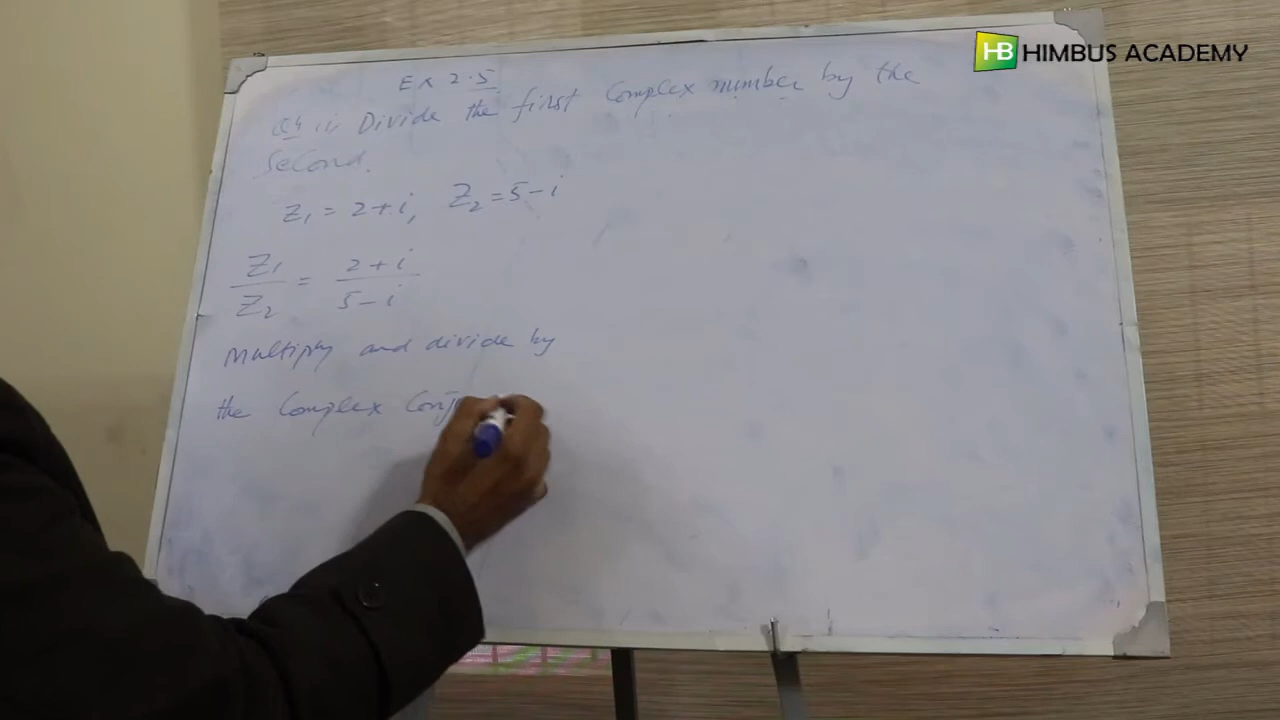 HB HIMBUS ACADEMY
EX 2.5
Q4 ii Divide the first Complex number by the
Second.
Z₁ = 2+i, Z₂ = 5-i
Z₁/Z₂ = 2+i/5-i
Multiply and divide by
the Complex Conj